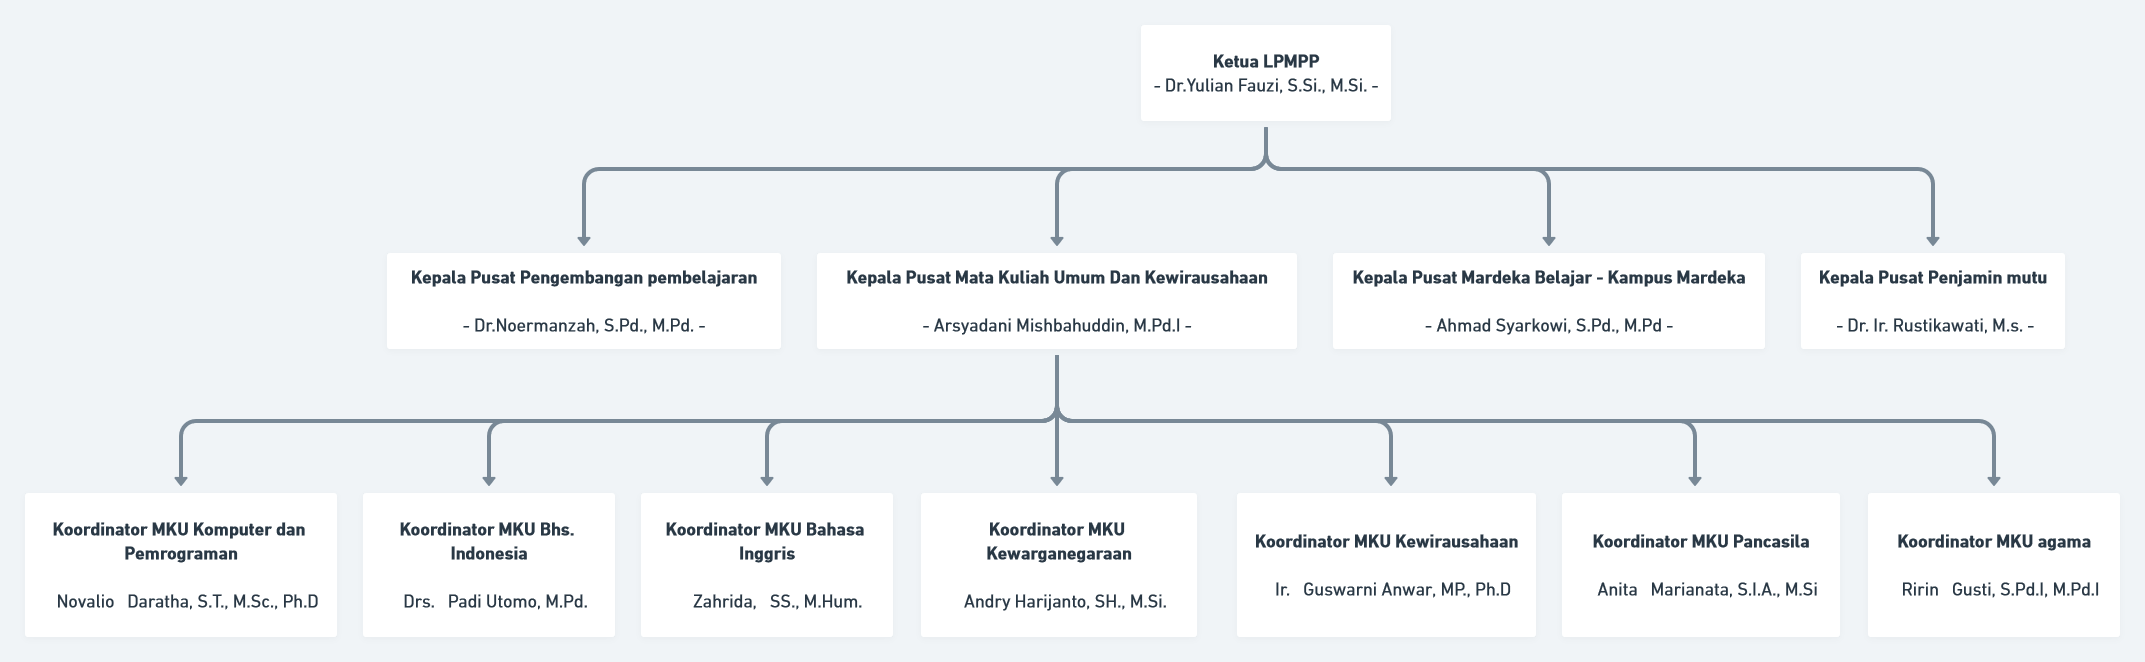 Ketua LPMPP
- Dr.Yulian Fauzi, S.Si., M.Si. -
Kepala Pusat Pengembangan pembelajaran
- Dr.Noermanzah, S.Pd., M.Pd. -
Kepala Pusat Mata Kuliah Umum Dan Kewirausahaan
- Arsyadani Mishbahuddin, M.Pd.I -
Kepala Pusat Mardeka Belajar - Kampus Mardeka
- Ahmad Syarkowi, S.Pd., M.Pd -
Kepala Pusat Penjamin mutu
- Dr. Ir. Rustikawati, M.s. -
Koordinator MKU Komputer dan
Pemrograman
Novalio Daratha, S.T., M.Sc., Ph.D
Koordinator MKU Bhs.
Indonesia
Drs. Padi Utomo, M.Pd.
Koordinator MKU Bahasa
Inggris
Zahrida, SS., M.Hum.
Koordinator MKU
Kewarganegaraan
Andry Harijanto, SH., M.Si.
Koordinator MKU Kewirausahaan
Ir. Guswarni Anwar, MP., Ph.D
Koordinator MKU Pancasila
Anita Marianata, S.I.A., M.Si
Koordinator MKU agama
Ririn Gusti, S.Pd.I, M.Pd.I